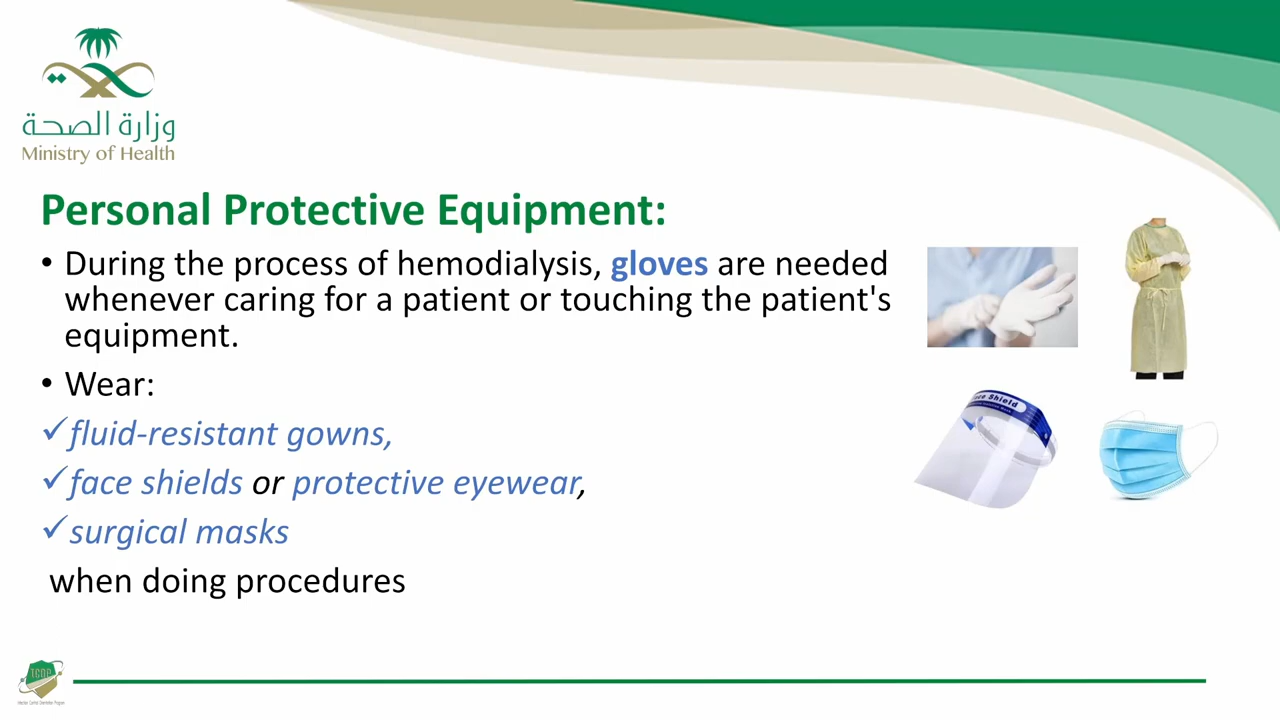 وزارة الصحة
Ministry of Health
Personal Protective Equipment:
• During the process of hemodialysis, gloves are needed
whenever caring for a patient or touching the patient's
equipment.
• Wear:
✓fluid-resistant gowns,
✓face shields or protective eyewear,
✓surgical masks
when doing procedures
Shield